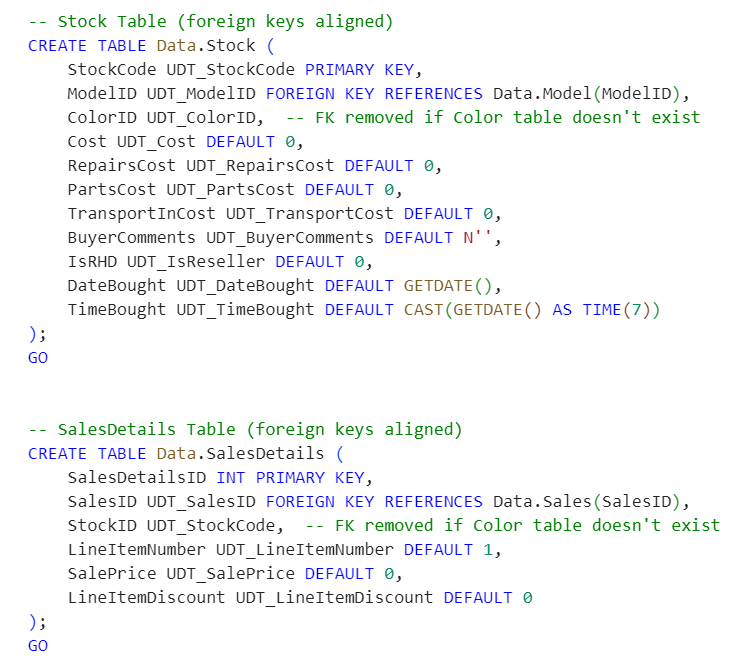 -- Stock Table (foreign keys aligned)
CREATE TABLE Data.Stock (
    StockCode UDT_StockCode PRIMARY KEY,
    ModelID UDT_ModelID FOREIGN KEY REFERENCES Data.Model(ModelID),
    ColorID UDT_ColorID,  -- FK removed if Color table doesn't exist
    Cost UDT_Cost DEFAULT 0,
    RepairsCost UDT_RepairsCost DEFAULT 0,
    PartsCost UDT_PartsCost DEFAULT 0,
    TransportInCost UDT_TransportCost DEFAULT 0,
    BuyerComments UDT_BuyerComments DEFAULT N'',
    IsRHD UDT_IsReseller DEFAULT 0,
    DateBought UDT_DateBought DEFAULT GETDATE(),
    TimeBought UDT_TimeBought DEFAULT CAST(GETDATE() AS TIME(7))
);
GO
-- SalesDetails Table (foreign keys aligned)
CREATE TABLE Data.SalesDetails (
    SalesDetailsID INT PRIMARY KEY,
    SalesID UDT_SalesID FOREIGN KEY REFERENCES Data.Sales(SalesID),
    StockID UDT_StockCode,  -- FK removed if Color table doesn't exist
    LineItemNumber UDT_LineItemNumber DEFAULT 1,
    SalePrice UDT_SalePrice DEFAULT 0,
    LineItemDiscount UDT_LineItemDiscount DEFAULT 0
);
GO